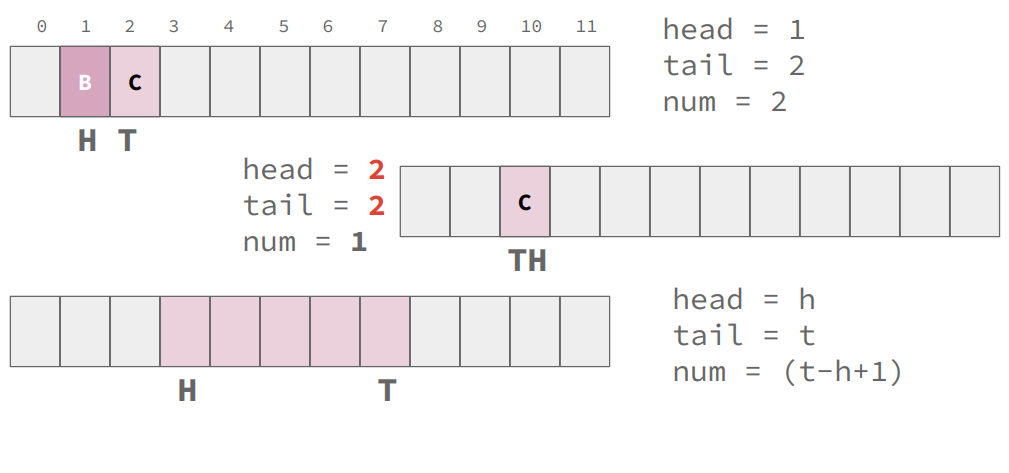 0 1 2 3 4 5 6 7 8 9 10 11
B C
H T
head = 1
tail = 2
num = 2
head = 2
tail = 2
num = 1
C
TH
H T
head = h
tail = t
num = (t-h+1)